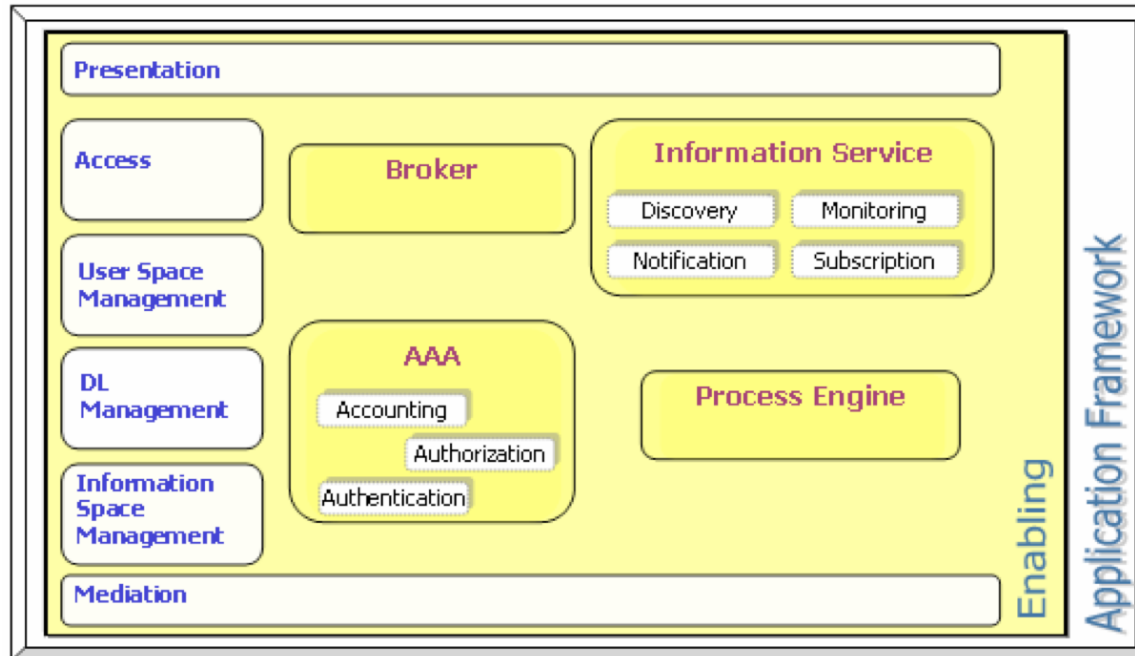 Presentation
Access
Broker
Information Service
Discovery
Monitoring
Notification
Subscription
User Space
Management
AAA
Accounting
Authorization
Authentication
Process Engine
DL
Management
Information
Space
Management
Mediation
Enabling
Application Framework